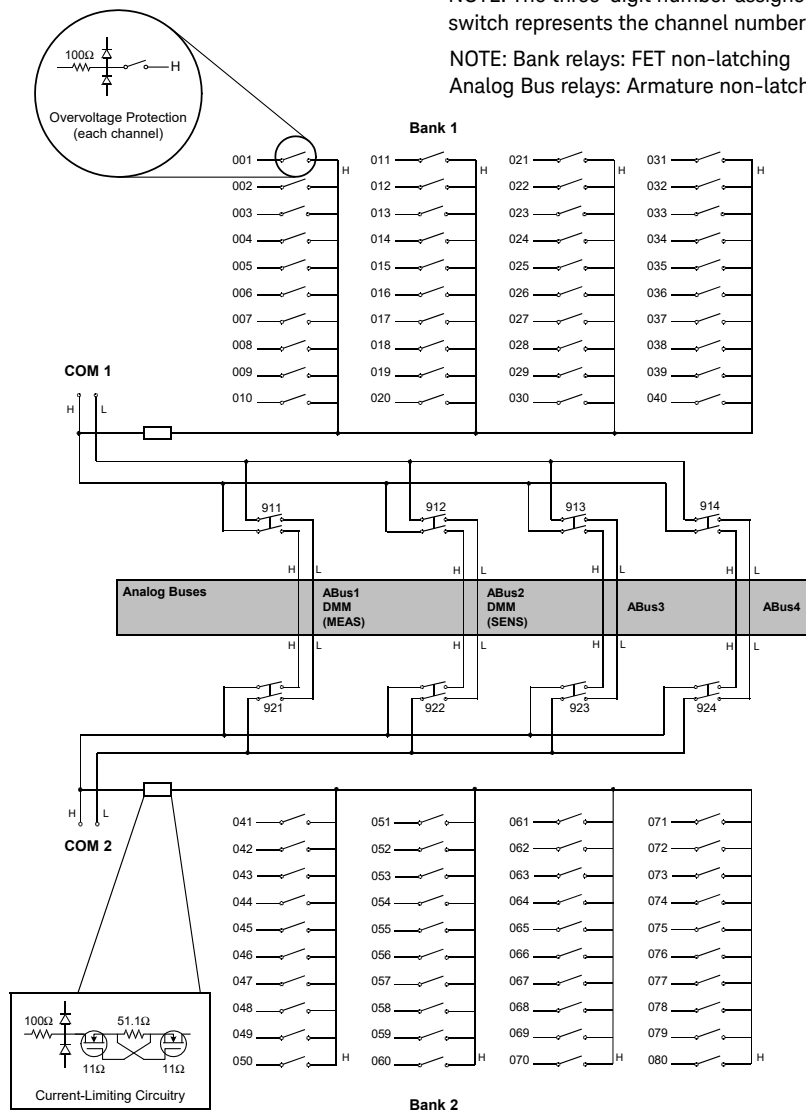 NOTE: The three-digit number assigne
switch represents the channel number
NOTE: Bank relays: FET non-latching
Analog Bus relays: Armature non-latch
100Ω
H
Overvoltage Protection
(each channel)
Bank 1
001 011 021 031
H H H H
002 012 022 032
003 013 023 033
004 014 024 034
005 015 025 035
006 016 026 036
007 017 027 037
008 018 028 038
009 019 029 039
010 020 030 040
COM 1
H L
911 912 913 914
H L H L H L H L
Analog Buses
ABus1
DMM
(MEAS)
ABus2
DMM
(SENS)
ABus3
ABus4
H L H L H L H L
921 922 923 924
H L
COM 2
041 051 061 071
042 052 062 072
043 053 063 073
044 054 064 074
045 055 065 075
046 056 066 076
047 057 067 077
048 058 068 078
049 059 069 079
050 060 070 080
H H H H
100Ω 51.1Ω
11Ω 11Ω
Current-Limiting Circuitry
Bank 2